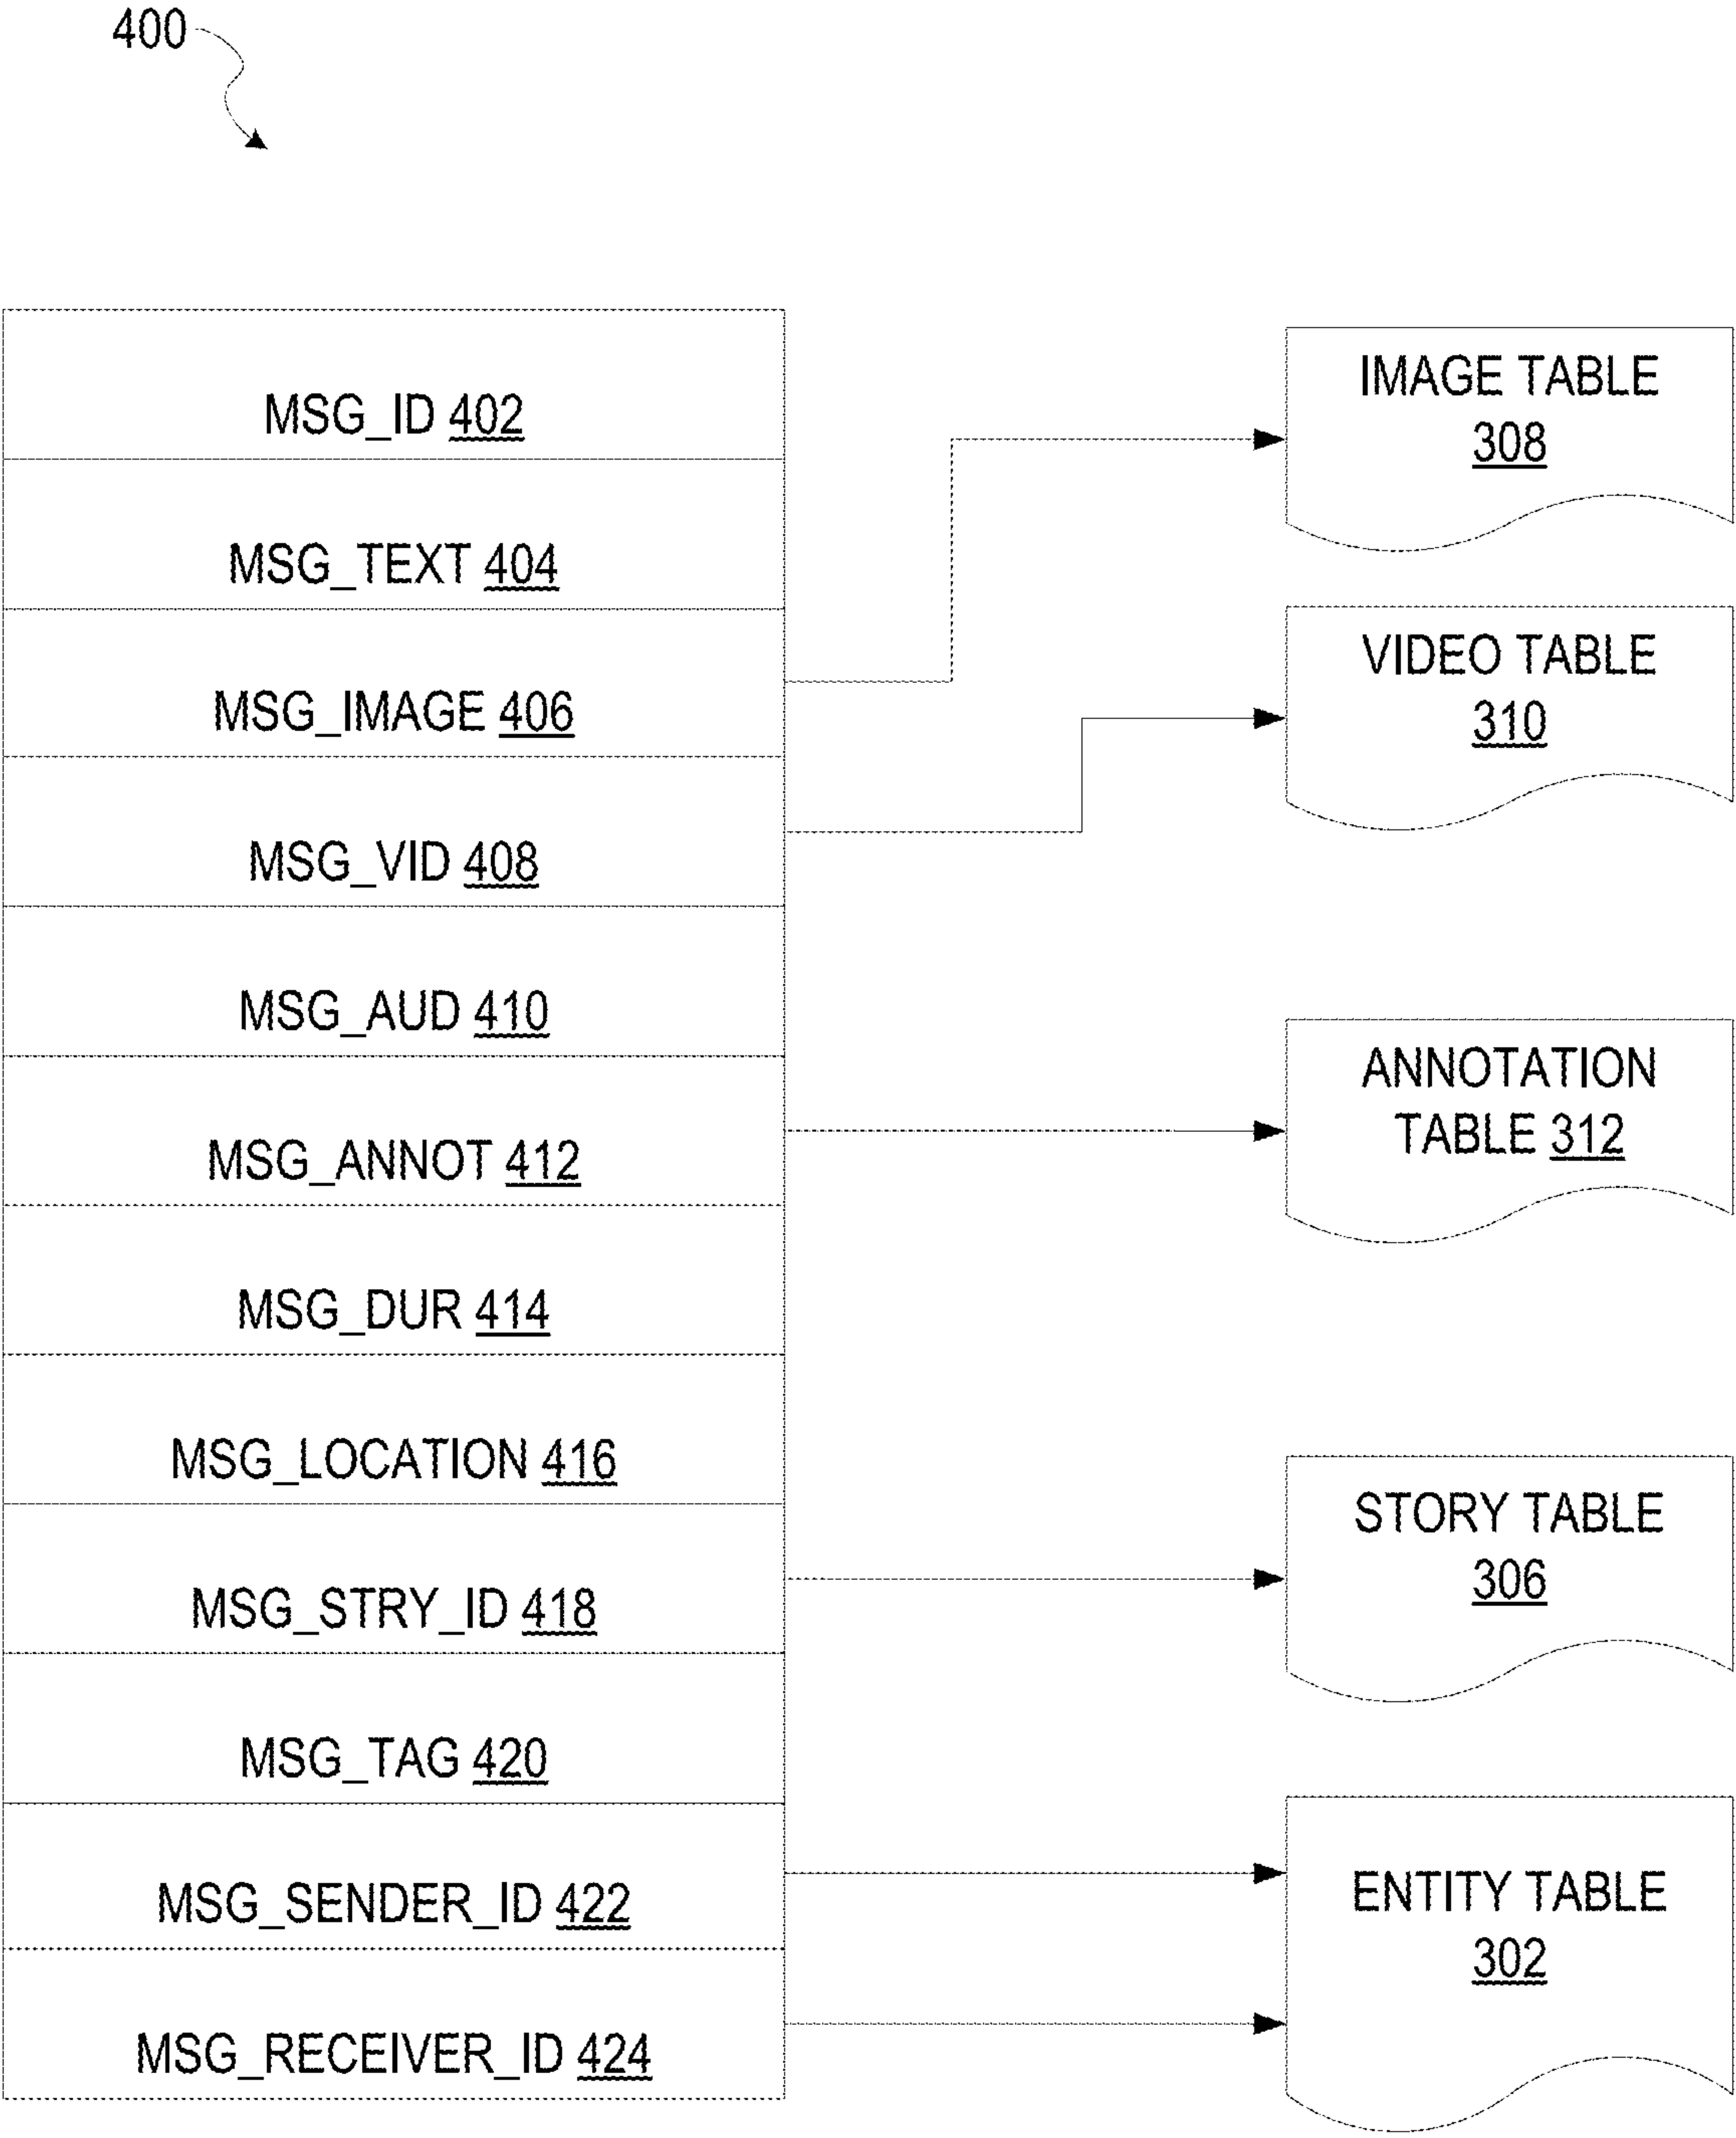 400
MSG_ID 402
MSG_TEXT 404
MSG_IMAGE 406
MSG_VID 408
MSG_AUD 410
MSG_ANNOT 412
MSG_DUR 414
MSG_LOCATION 416
MSG_STRY_ID 418
MSG_TAG 420
MSG_SENDER_ID 422
MSG_RECEIVER_ID 424
IMAGE TABLE
308
VIDEO TABLE
310
ANNOTATION
TABLE 312
STORY TABLE
306
ENTITY TABLE
302